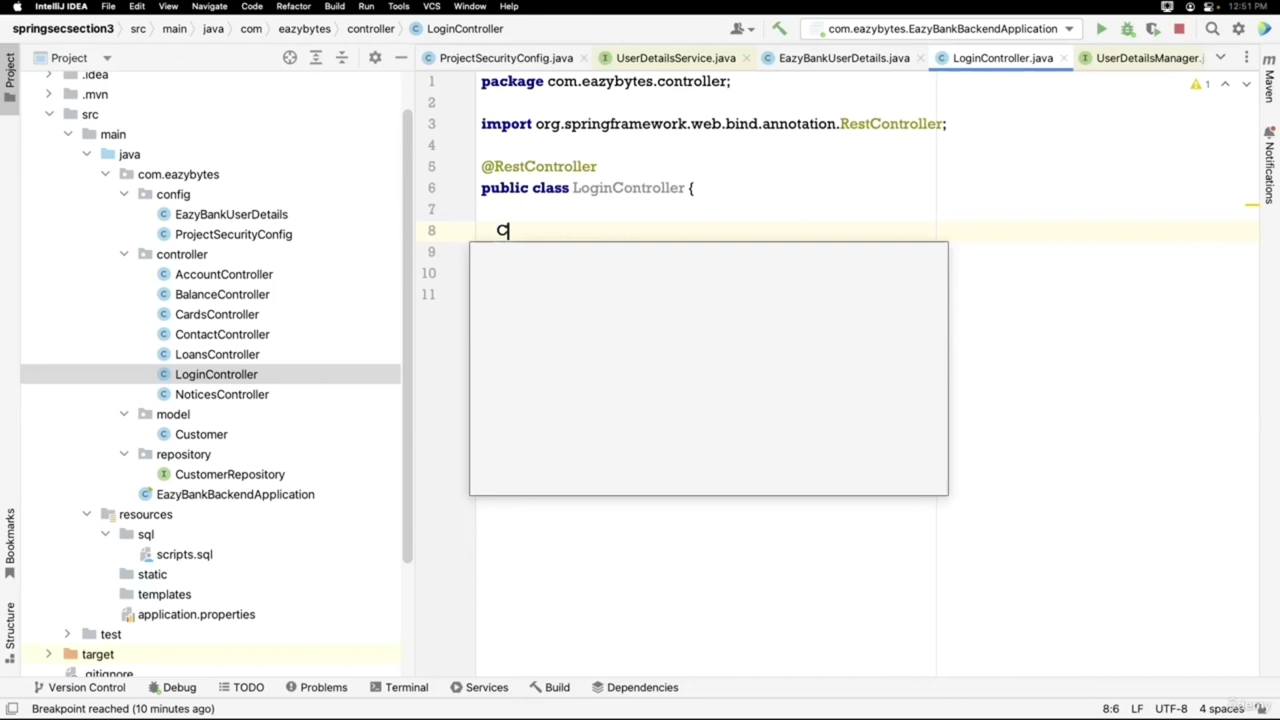 IntelliJ IDEA File Edit View Navigate Code Refactor Build Run Tools VCS Window Help 12:51 PM
springsecsection3 src main java com eazybytes controller LoginController com.eazybytes.EazyBankBackendApplication
Project
ProjectSecurityConfig.java UserDetailsService.java EazyBankUserDetails.java LoginController.java UserDetailsManager.j
Project
Bookmarks
Structure
Maven
Notifications
.idea
.mvn
src
main
java
com.eazybytes
config
EazyBankUserDetails
ProjectSecurityConfig
controller
AccountController
BalanceController
CardsController
ContactController
LoansController
LoginController
NoticesController
model
Customer
repository
CustomerRepository
EazyBankBackendApplication
resources
sql
scripts.sql
static
templates
application.properties
test
target
.gitignore
1 package com.eazybytes.controller;
2
3 import org.springframework.web.bind.annotation.RestController;
4
5 @RestController
6 public class LoginController {
7
8 C
9
10
11
1
Version Control Debug TODO Problems Terminal Services Build Dependencies
Breakpoint reached (10 minutes ago) 8:6 LF UTF-8 4 spaces